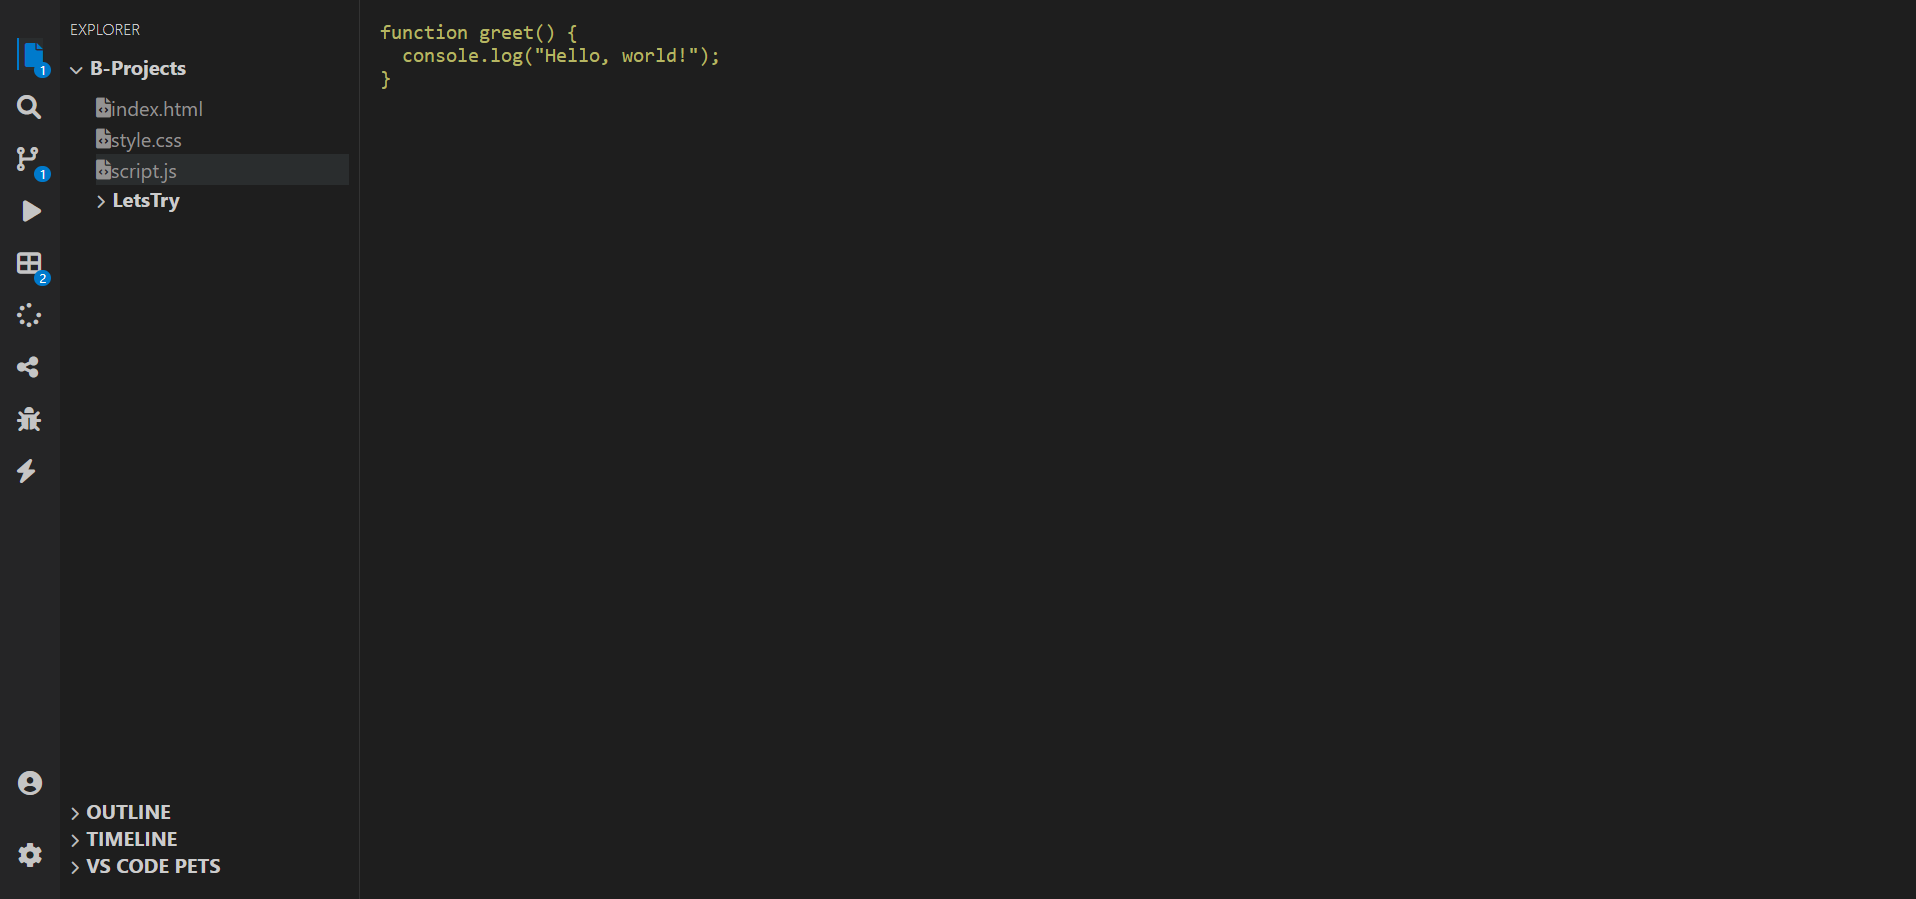 EXPLORER
B-Projects
index.html
style.css
script.js
LetsTry
1
1
2
OUTLINE
TIMELINE
VS CODE PETS
function greet() {
  console.log("Hello, world!");
}